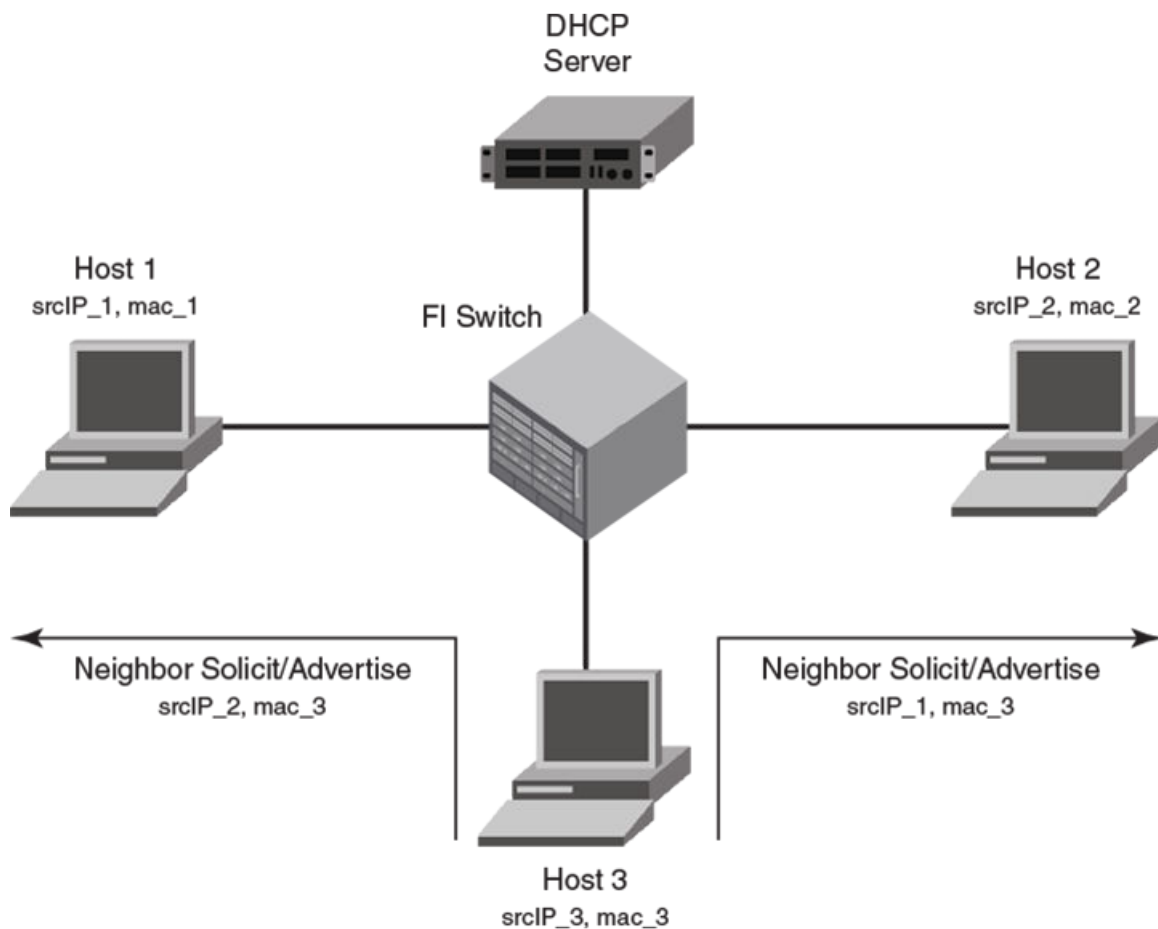 DHCP
Server
Host 1
srcIP_1, mac_1
FI Switch
Host 2
srcIP_2, mac_2
Neighbor Solicit/Advertise
srcIP_2, mac_3
Neighbor Solicit/Advertise
srcIP_1, mac_3
Host 3
srcIP_3, mac_3